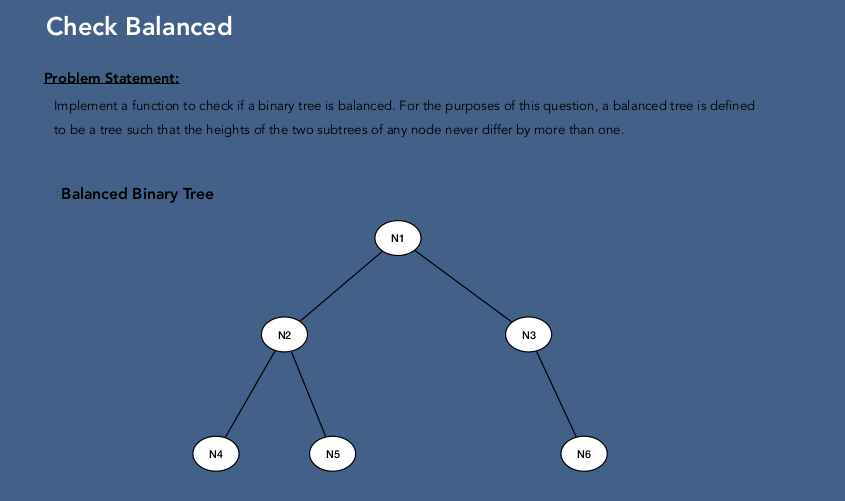 Check Balanced
Problem Statement:
Implement a function to check if a binary tree is balanced. For the purposes of this question, a balanced tree is defined
to be a tree such that the heights of the two subtrees of any node never differ by more than one.
Balanced Binary Tree
N1
N2
N3
N4
N5
N6